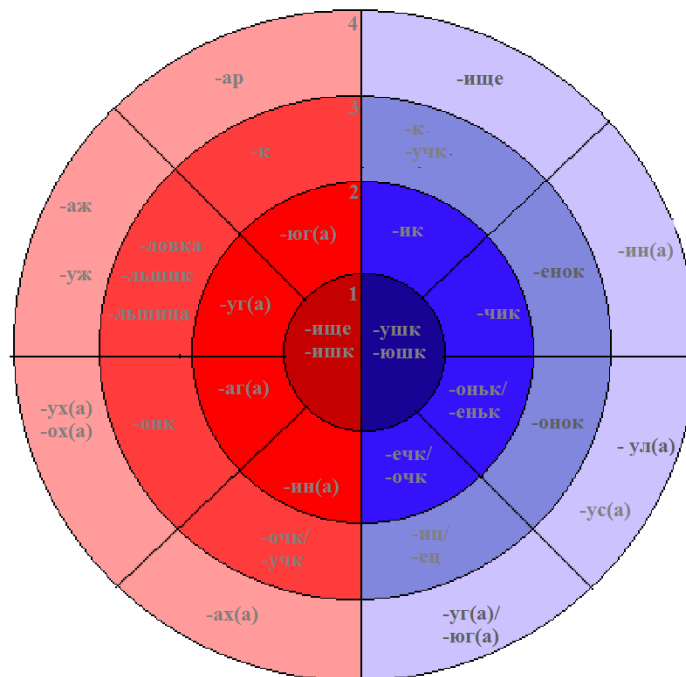 4
-ар
-ище
3
-к
-к
-учк
2
-аж
-уж
-ловка
-льщик
-льщица
-юг(а)
-ик
-ин(а)
-енок
1
-уг(а)
-ище
-ишк
-ушк
-юшк
-чик
-ух(а)
-ох(а)
-онк
-аг(а)
-оньк/
-еньк
-онок
- ул(а)
-ин(а)
-ечк/
-очк
-ус(а)
-очк/
-учк
-иц/
-ец
-ах(а)
-уг(а)/
-юг(а)